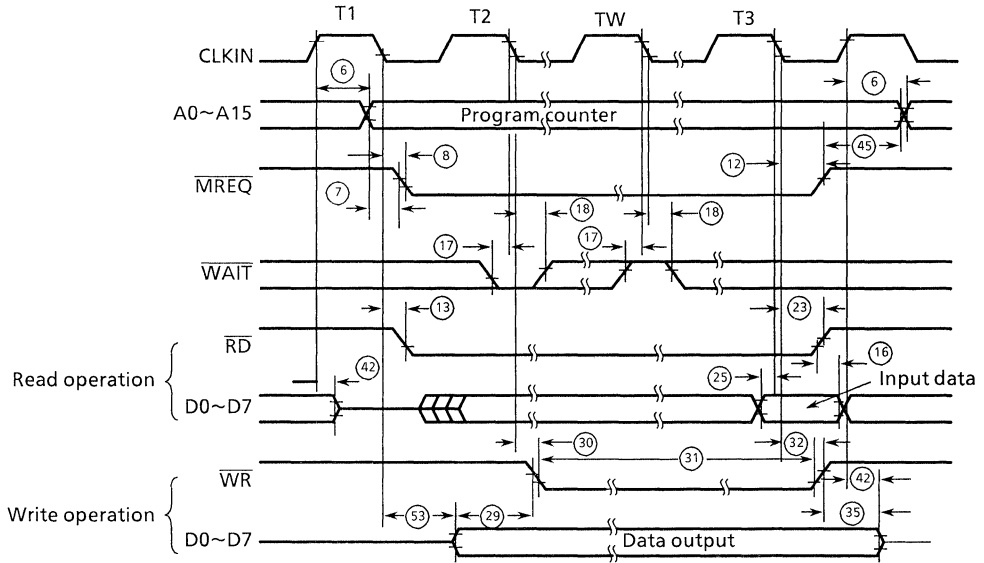 T1 T2 TW T3
CLKIN
6 6
A0~A15 Program counter
8 12 45
MREQ
7 18 18
17 17
WAIT
13 23
RD
16
Read operation 42 25 Input data
D0~D7
30 32
31
WR
42
Write operation 53 29 35
D0~D7 Data output